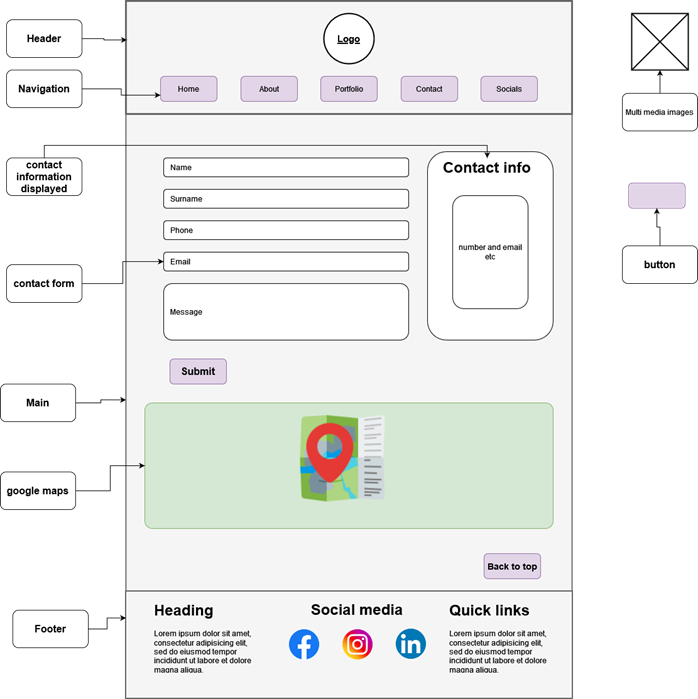 Header
Logo
Navigation
Home
About
Portfolio
Contact
Socials
Multi media images
contact
information
displayed
Name
Surname
Phone
Email
Message
Contact info
number and email
etc
button
contact form
Submit
Main
google maps
Back to top
Footer
Heading
Lorem ipsum dolor sit amet,
consectetur adipisicing elit,
sed do eiusmod tempor
incididunt ut labore et dolore
magna aliqua.
Social media
in
Quick links
Lorem ipsum dolor sit amet,
consectetur adipisicing elit,
sed do eiusmod tempor
incididunt ut labore et dolore
magna aliqua.